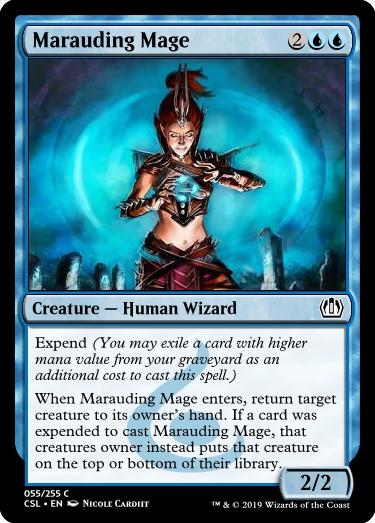 Marauding Mage 2
Creature — Human Wizard
Expend (You may exile a card with higher
mana value from your graveyard as an
additional cost to cast this spell.)
When Marauding Mage enters, return target
creature to its owner's hand. If a card was
expended to cast Marauding Mage, that
creatures owner instead puts that creature
on the top or bottom of their library.
2/2
055/255 C
CSL • EN Nicole Cardiff ™ & © 2019 Wizards of the Coast